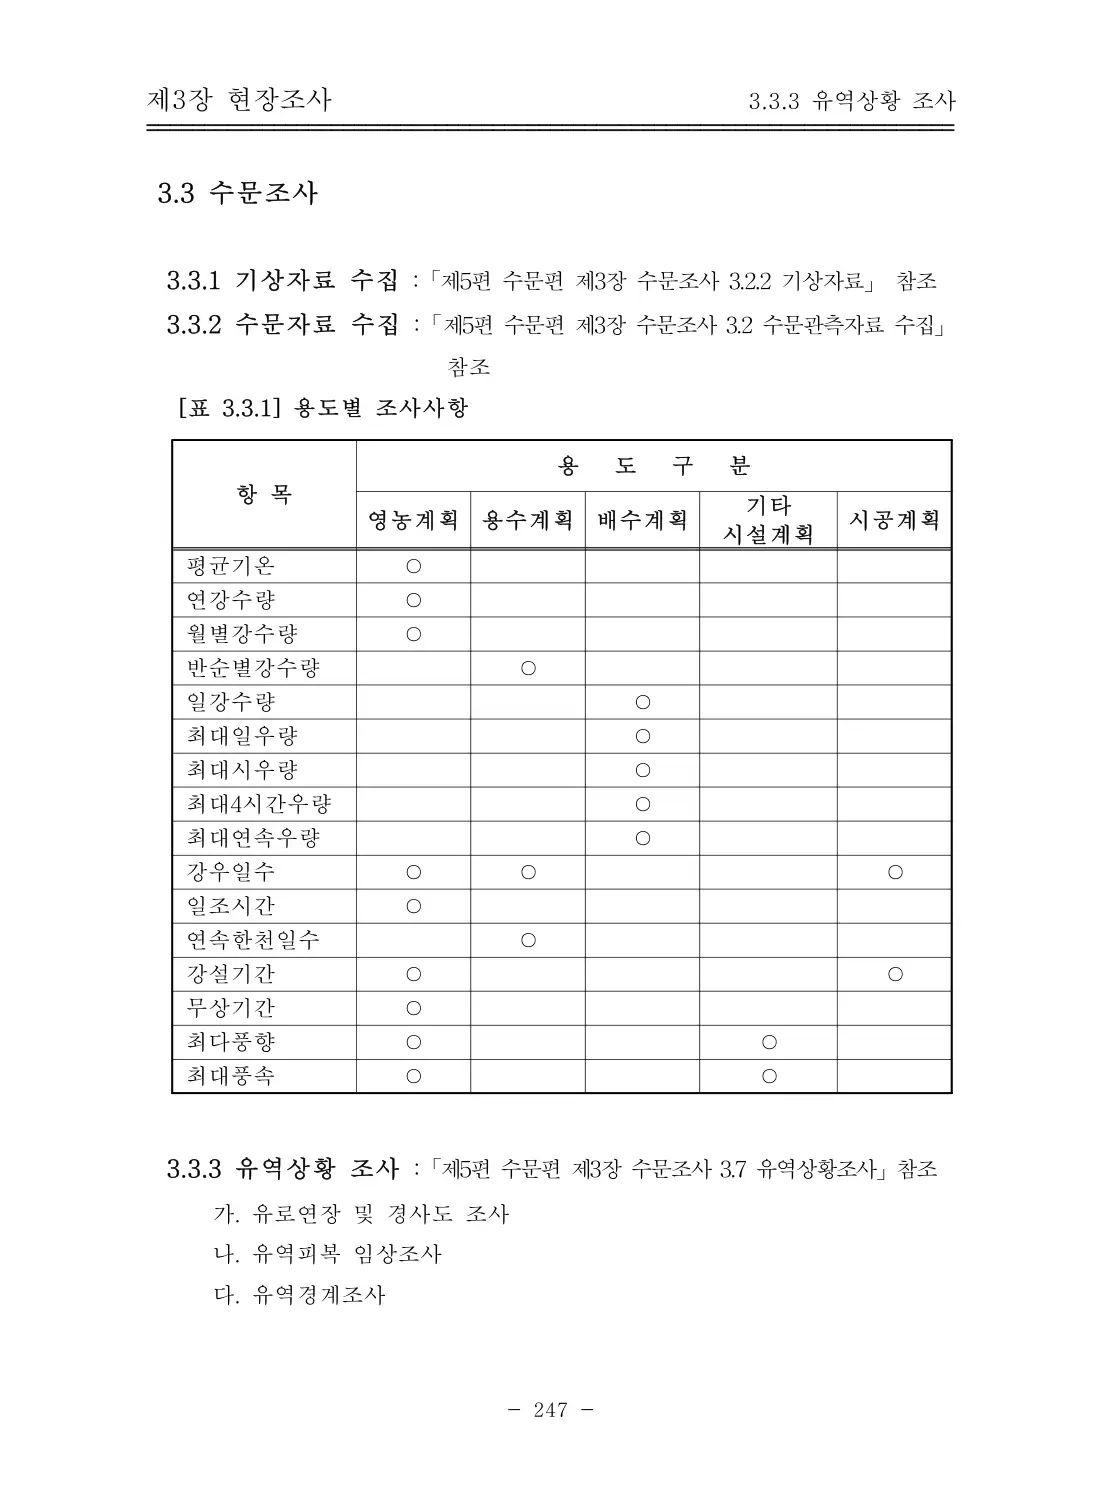 제3장 현장조사 3.3.3 유역상황 조사
3.3 수문조사
3.3.1 기상자료 수집 :「제5편 수문편 제3장 수문조사 3.2.2 기상자료」 참조
3.3.2 수문자료 수집 :「제5편 수문편 제3장 수문조사 3.2 수문관측자료 수집」
참조
[표 3.3.1] 용도별 조사사항
항 목 용 도 구 분
영농계획 용수계획 배수계획 기타 시설계획 시공계획
평균기온 ○
연강수량 ○
월별강수량 ○
반순별강수량 ○
일강수량 ○
최대일우량 ○
최대시우량 ○
최대4시간우량 ○
최대연속우량 ○
강우일수 ○ ○ ○
일조시간 ○
연속한천일수 ○
강설기간 ○ ○
무상기간 ○
최다풍향 ○ ○
최대풍속 ○ ○
3.3.3 유역상황 조사 :「제5편 수문편 제3장 수문조사 3.7 유역상황조사」참조
가. 유로연장 및 경사도 조사
나. 유역피복 임상조사
다. 유역경계조사
- 247 -